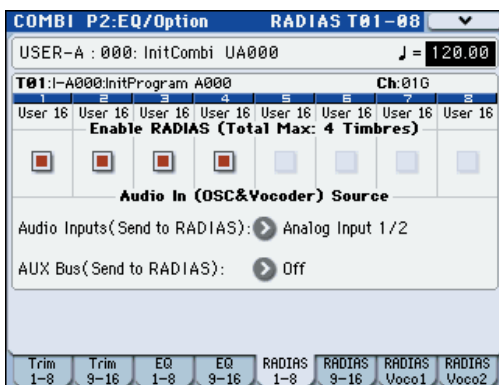 COMBI P2:EQ/Option RADIAS T01-08
USER-A : 000: InitCombi UA000 ♩= 120.00
T01:I-A000:InitProgram A000 Ch:01G
1 2 3 4 5 6 7 8
User 16 User 16 User 16 User 16 User 16 User 16 User 16 User 16
Enable RADIAS (Total Max: 4 Timbres)
Audio In (OSC&Vocoder) Source
Audio Inputs(Send to RADIAS): Analog Input 1/2
AUX Bus(Send to RADIAS): Off
Trim 1-8 Trim 9-16 EQ 1-8 EQ 9-16 RADIAS 1-8 RADIAS 9-16 RADIAS Voco1 RADIAS Voco2